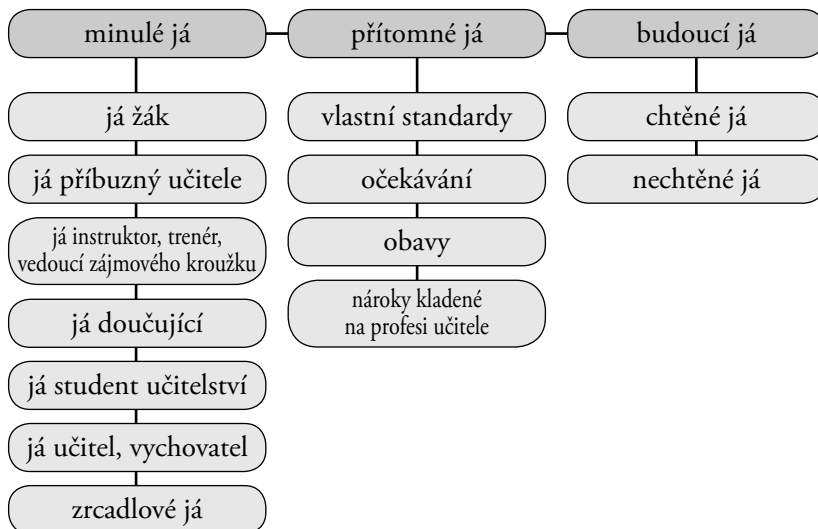 minulé já
přítomné já
budoucí já
já žák
já příbuzný učitele
já instruktor, trenér,
vedoucí zájmového kroužku
já doučující
já student učitelství
já učitel, vychovatel
zrcadlové já
vlastní standardy
očekávání
obavy
nároky kladené
na profesi učitele
chtěné já
nechtěné já